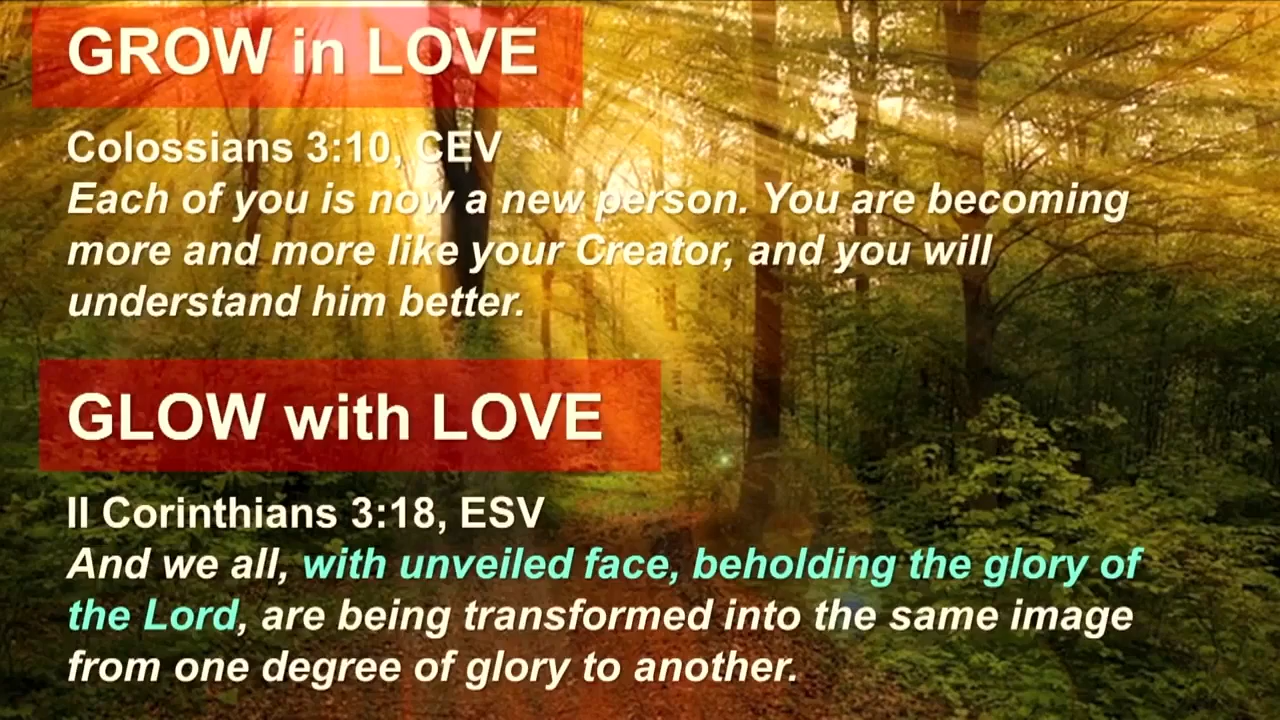 GROW in LOVE
Colossians 3:10, CEV
Each of you is now a new person. You are becoming
more and more like your Creator, and you will
understand him better.
GLOW with LOVE
II Corinthians 3:18, ESV
And we all, with unveiled face, beholding the glory of
the Lord, are being transformed into the same image
from one degree of glory to another.